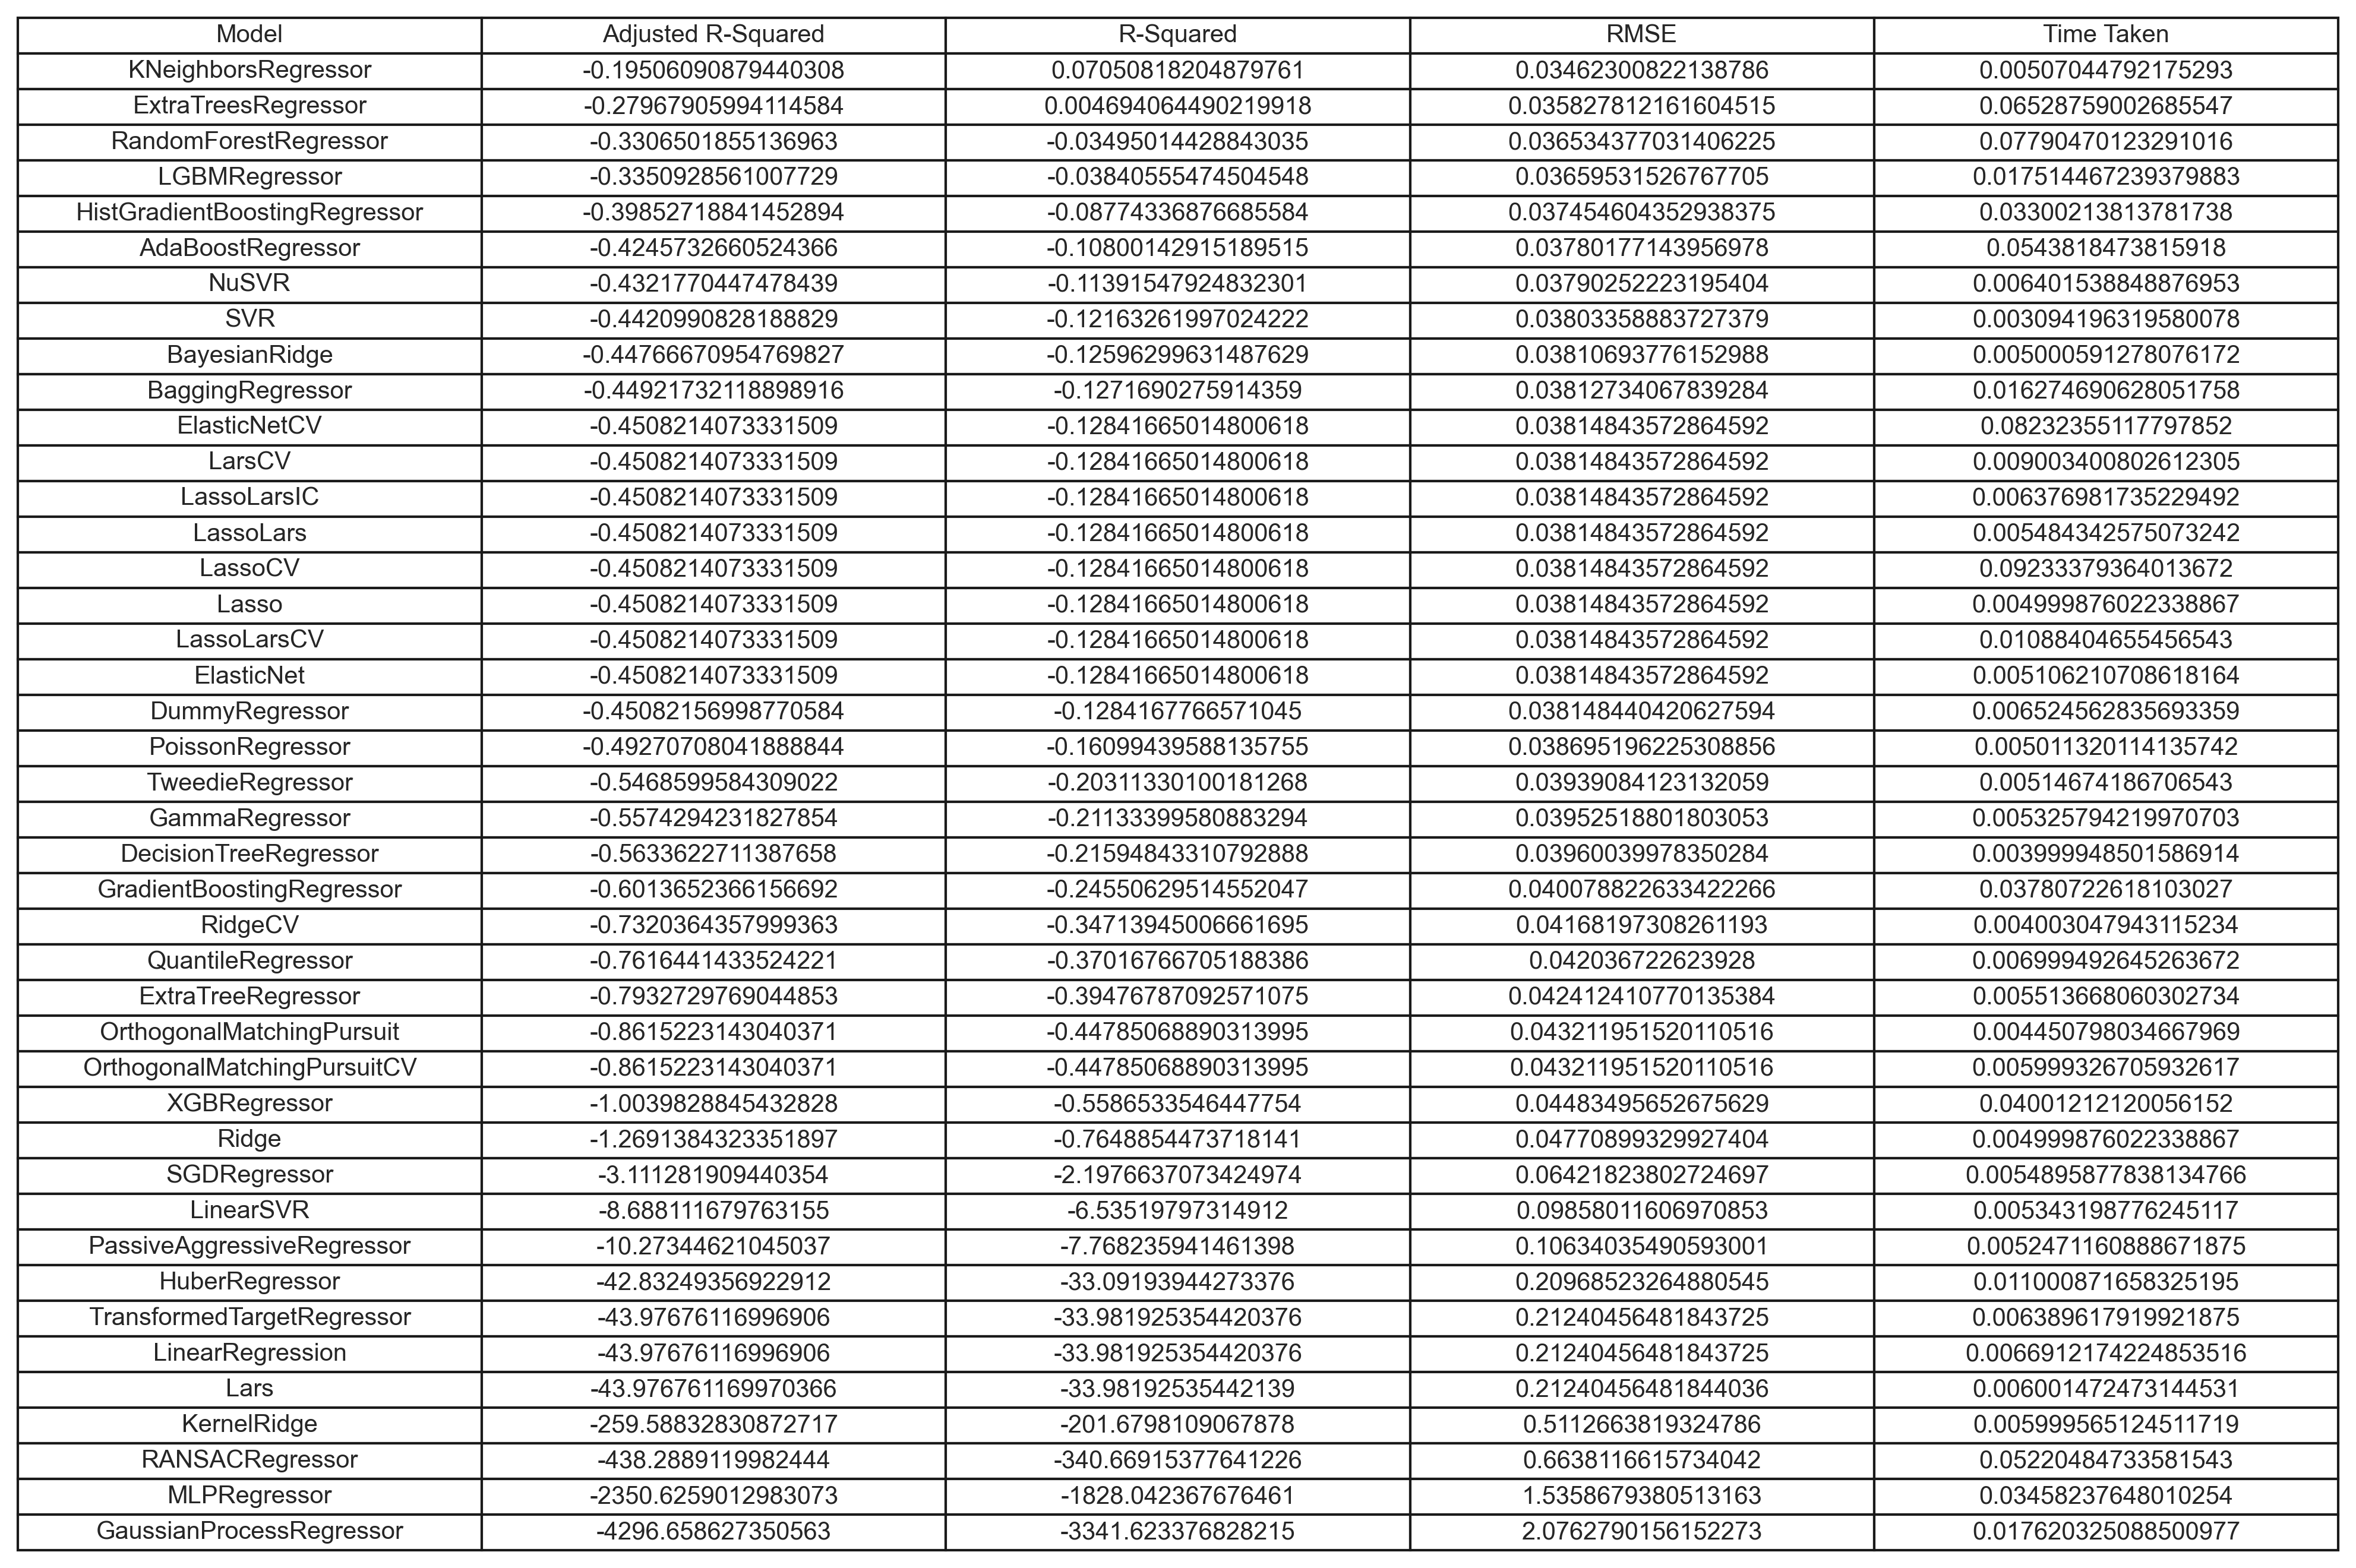 Model Adjusted R-Squared R-Squared RMSE Time Taken
KNeighborsRegressor -0.19506090879440308 0.07050818204879761 0.03462300822138786 0.00507044792175293
ExtraTreesRegressor -0.27967905994114584 0.004694064490219918 0.035827812161604515 0.06528759002685547
RandomForestRegressor -0.3306501855136963 -0.03495014428843035 0.036534377031406225 0.07790470123291016
LGBMRegressor -0.3350928561007729 -0.03840555474504548 0.03659531526767705 0.017514467239379883
HistGradientBoostingRegressor -0.39852718841452894 -0.08774336876685584 0.037454604352938375 0.03300213813781738
AdaBoostRegressor -0.4245732660524366 -0.10800142915189515 0.03780177143956978 0.0543818473815918
NuSVR -0.4321770447478439 -0.11391547924832301 0.03790252223195404 0.006401538848876953
SVR -0.4420990828188829 -0.12163261997024222 0.03803358883727379 0.003094196319580078
BayesianRidge -0.44766670954769827 -0.12596299631487629 0.03810693776152988 0.005000591278076172
BaggingRegressor -0.44921732118898916 -0.1271690275914359 0.03812734067839284 0.016274690628051758
ElasticNetCV -0.4508214073331509 -0.12841665014800618 0.03814843572864592 0.08232355117797852
LarsCV -0.4508214073331509 -0.12841665014800618 0.03814843572864592 0.009003400802612305
LassoLarsIC -0.4508214073331509 -0.12841665014800618 0.03814843572864592 0.006376981735229492
LassoLars -0.4508214073331509 -0.12841665014800618 0.03814843572864592 0.005484342575073242
LassoCV -0.4508214073331509 -0.12841665014800618 0.03814843572864592 0.09233379364013672
Lasso -0.4508214073331509 -0.12841665014800618 0.03814843572864592 0.004999876022338867
LassoLarsCV -0.4508214073331509 -0.12841665014800618 0.03814843572864592 0.01088404655456543
ElasticNet -0.4508214073331509 -0.12841665014800618 0.03814843572864592 0.005106210708618164
DummyRegressor -0.45082156998770584 -0.1284167766571045 0.038148440420627594 0.006524562835693359
PoissonRegressor -0.49270708041888844 -0.16099439588135755 0.038695196225308856 0.005011320114135742
TweedieRegressor -0.5468599584309022 -0.20311330100181268 0.03939084123132059 0.00514674186706543
GammaRegressor -0.5574294231827854 -0.21133399580883294 0.03952518801803053 0.005325794219970703
DecisionTreeRegressor -0.5633622711387658 -0.21594843310792888 0.03960039978350284 0.003999948501586914
GradientBoostingRegressor -0.6013652366156692 -0.24550629514552047 0.040078822633422266 0.03780722618103027
RidgeCV -0.7320364357999363 -0.34713945006661695 0.04168197308261193 0.004003047943115234
QuantileRegressor -0.7616441433524221 -0.37016766705188386 0.042036722623928 0.006999492645263672
ExtraTreeRegressor -0.7932729769044853 -0.39476787092571075 0.042412410770135384 0.005513668060302734
OrthogonalMatchingPursuit -0.8615223143040371 -0.44785068890313995 0.043211951520110516 0.004450798034667969
OrthogonalMatchingPursuitCV -0.8615223143040371 -0.44785068890313995 0.043211951520110516 0.005999326705932617
XGBRegressor -1.0039828845432828 -0.5586533546447754 0.04483495652675629 0.04001212120056152
Ridge -1.2691384323351897 -0.7648854473718141 0.04770899329927404 0.004999876022338867
SGDRegressor -3.111281909440354 -2.1976637073424974 0.06421823802724697 0.0054895877838134766
LinearSVR -8.688111679763155 -6.53519797314912 0.09858011606970853 0.005343198776245117
PassiveAggressiveRegressor -10.27344621045037 -7.768235941461398 0.10634035490593001 0.0052471160888671875
HuberRegressor -42.83249356922912 -33.09193944273376 0.20968523264880545 0.011000871658325195
TransformedTargetRegressor -43.97676116996906 -33.981925354420376 0.21240456481843725 0.006389617919921875
LinearRegression -43.97676116996906 -33.981925354420376 0.21240456481843725 0.0066912174224853516
Lars -43.976761169970366 -33.98192535442139 0.21240456481844036 0.006001472473144531
KernelRidge -259.58832830872717 -201.6798109067878 0.5112663819324786 0.005999565124511719
RANSACRegressor -438.2889119982444 -340.66915377641226 0.6638116615734042 0.05220484733581543
MLPRegressor -2350.6259012983073 -1828.042367676461 1.5358679380513163 0.03458237648010254
GaussianProcessRegressor -4296.658627350563 -3341.623376828215 2.0762790156152273 0.017620325088500977